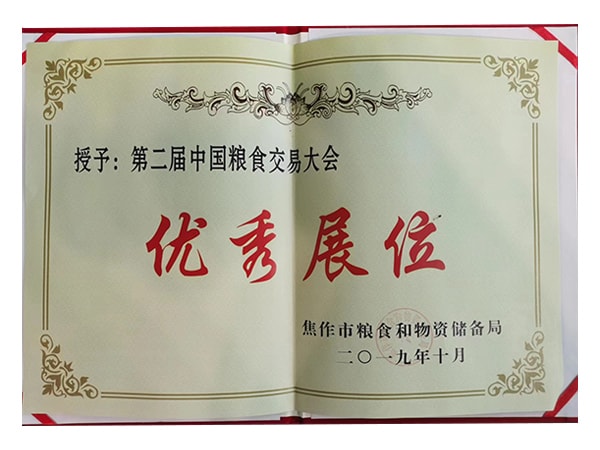 授予：第二届中国粮食交易大会
优秀展位
焦作市粮食和物资储备局
二〇一九年十月